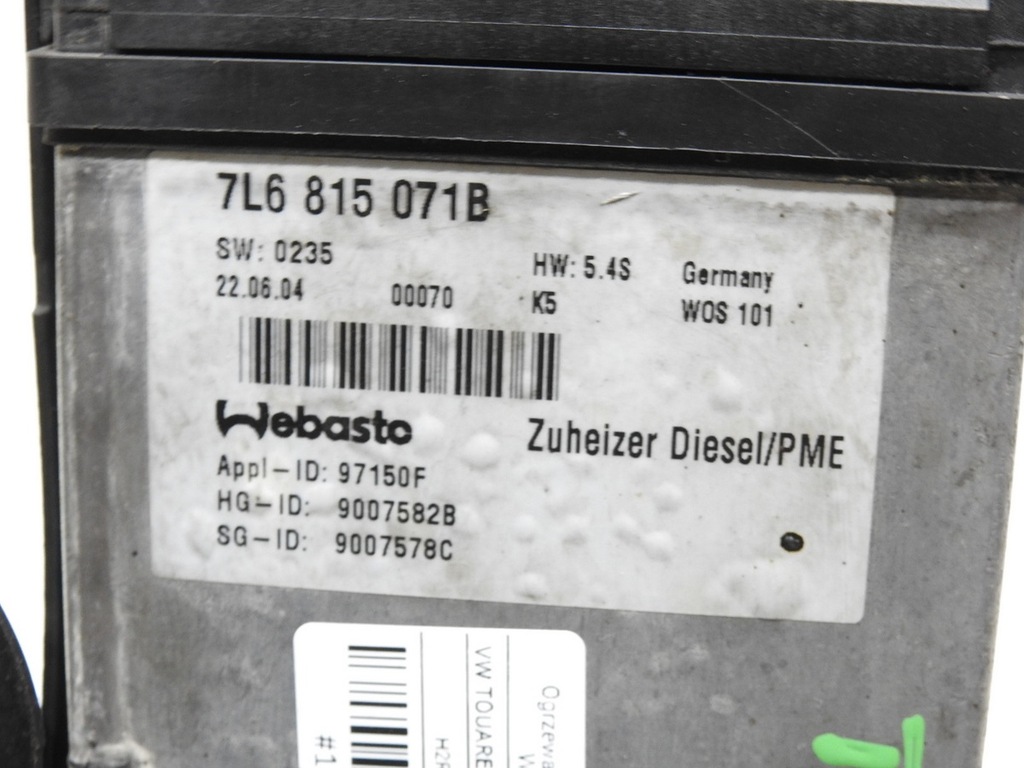 7L6 815 071B
SW: 0235 HW: 5.4S Germany
22.06.04 00070 K5 WOS 101
Webasto Zuheizer Diesel/PME
Appl-ID: 97150F
HG-ID: 9007582B
SG-ID: 9007578C
VW TOUARE
#1